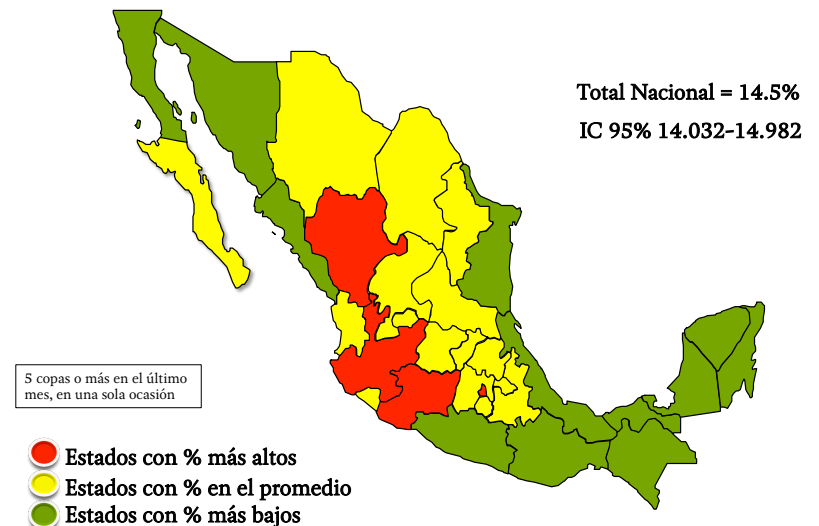 Total Nacional = 14.5%
IC 95% 14.032-14.982
5 copas o más en el último
mes, en una sola ocasión
Estados con % más altos
Estados con % en el promedio
Estados con % más bajos